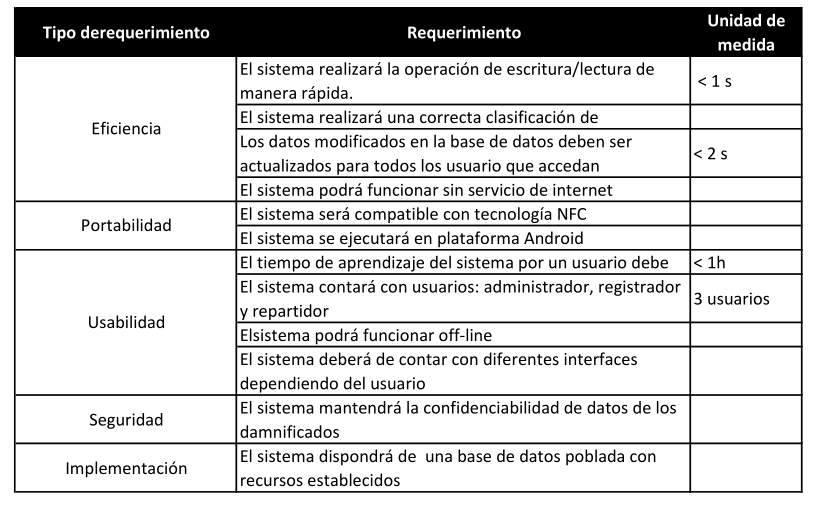 Tipo derequerimiento
Requerimiento
Unidad de
medida
Eficiencia
El sistema realizará la operación de escritura/lectura de
manera rápida.
< 1 s
El sistema realizará una correcta clasificación de
Los datos modificados en la base de datos deben ser
actualizados para todos los usuario que accedan
< 2 s
El sistema podrá funcionar sin servicio de internet
Portabilidad
El sistema será compatible con tecnología NFC
El sistema se ejecutará en plataforma Android
Usabilidad
El tiempo de aprendizaje del sistema por un usuario debe
< 1h
El sistema contará con usuarios: administrador, registrador
y repartidor
3 usuarios
Elsistema podrá funcionar off-line
El sistema deberá de contar con diferentes interfaces
dependiendo del usuario
Seguridad
El sistema mantendrá la confidenciabilidad de datos de los
damnificados
Implementación
El sistema dispondrá de  una base de datos poblada con
recursos establecidos